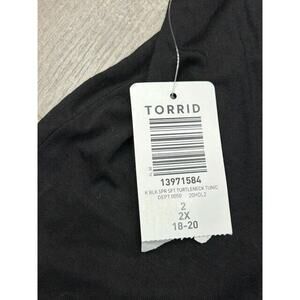 TORRID
13971584
K BLK SPR SFT TURTLENECK TUNIC
DEPT 0050 20HOL2
2
2X
18-20